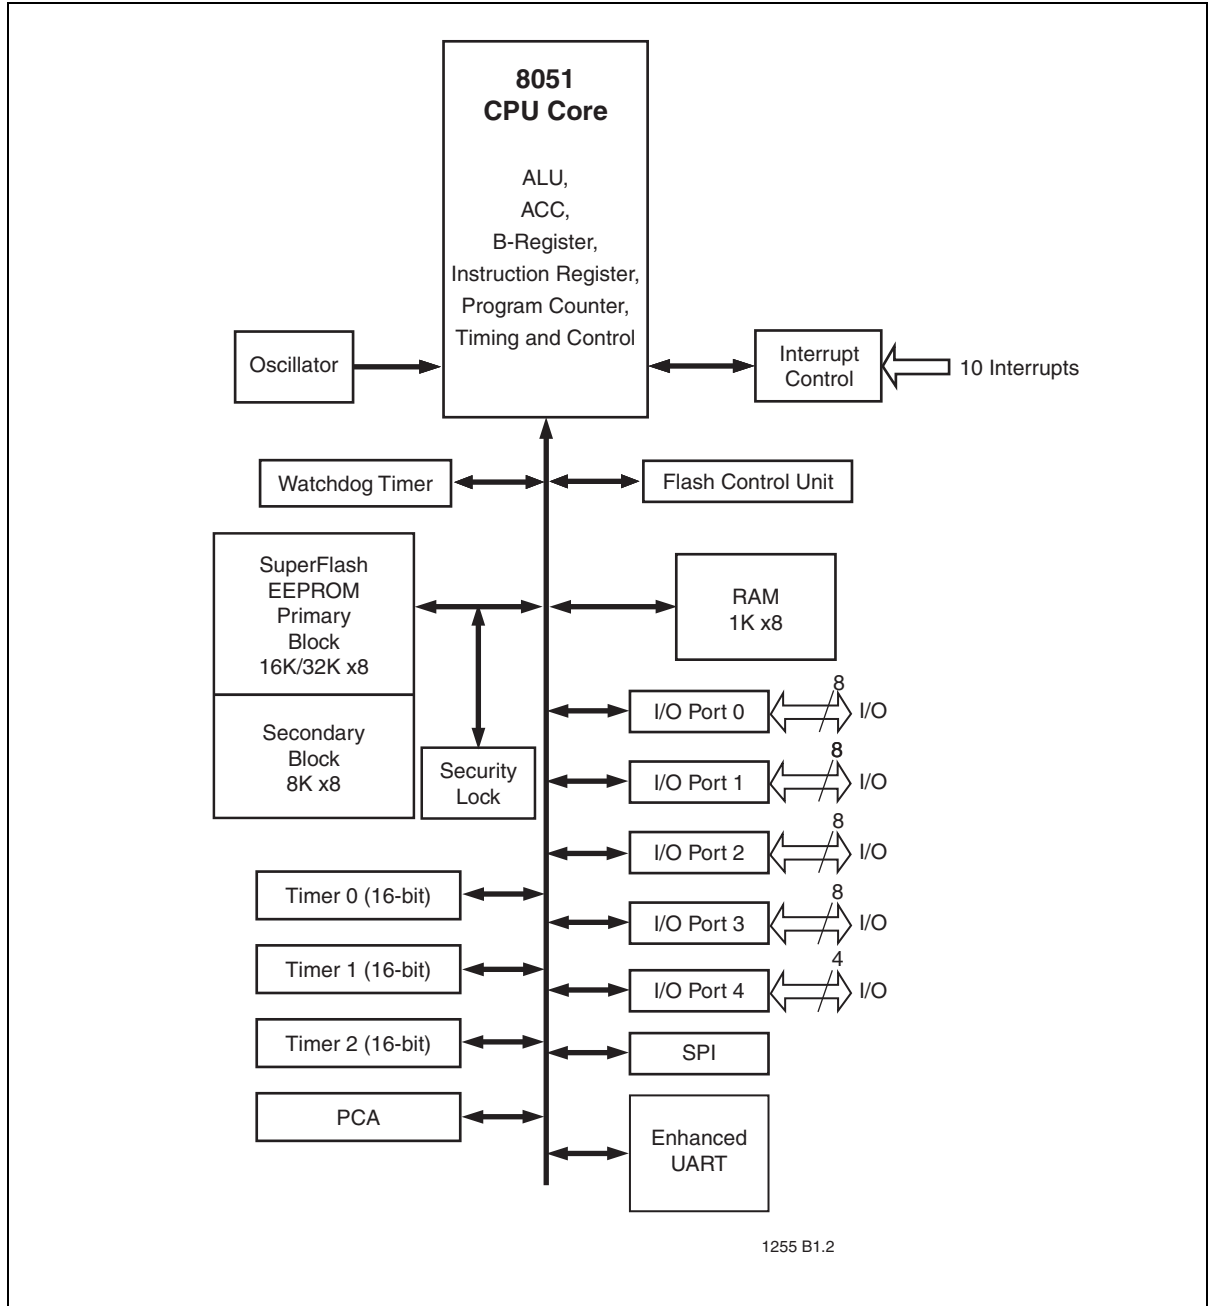 8051
CPU Core
ALU,
ACC,
B-Register,
Instruction Register,
Program Counter,
Timing and Control
Oscillator
Interrupt
Control
10 Interrupts
Watchdog Timer
Flash Control Unit
SuperFlash
EEPROM
Primary
Block
16K/32K x8
RAM
1K x8
Secondary
Block
8K x8
Security
Lock
I/O Port 0
8
I/O
I/O Port 1
8
I/O
I/O Port 2
8
I/O
Timer 0 (16-bit)
I/O Port 3
8
I/O
Timer 1 (16-bit)
I/O Port 4
4
I/O
Timer 2 (16-bit)
SPI
PCA
Enhanced
UART
1255 B1.2